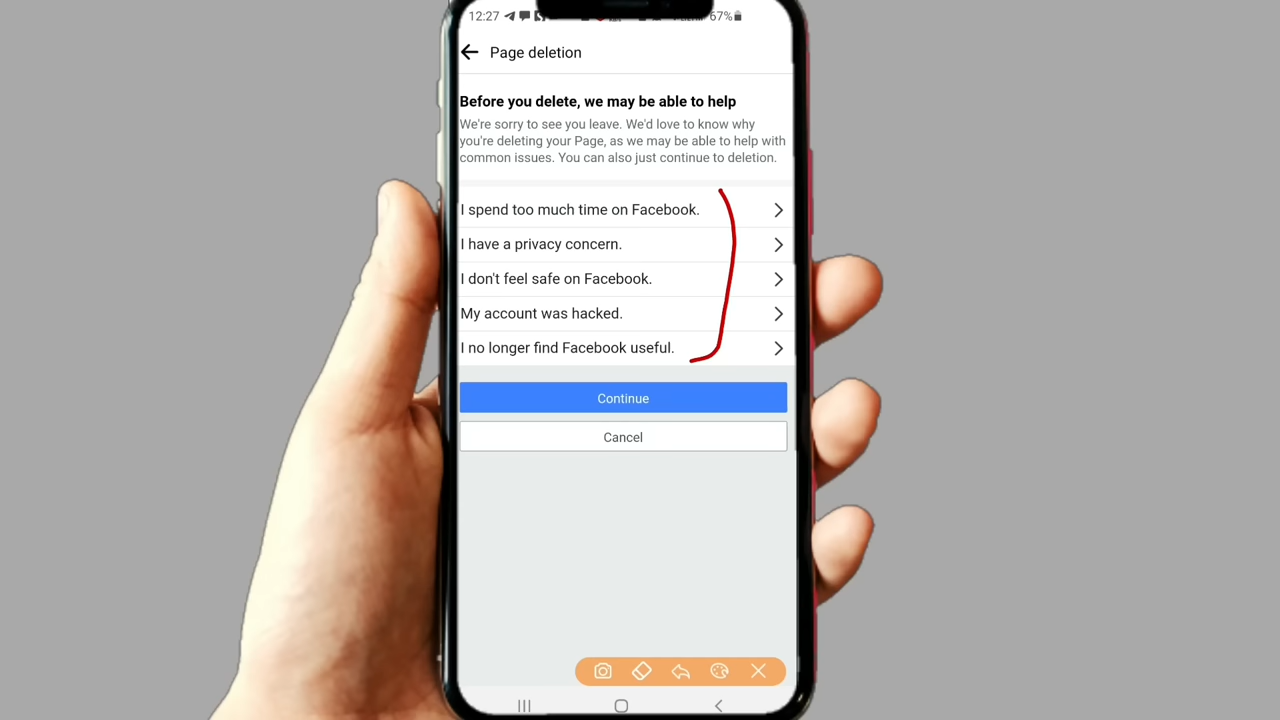 12:27
67%
Page deletion
Before you delete, we may be able to help
We're sorry to see you leave. We'd love to know why
you're deleting your Page, as we may be able to help with
common issues. You can also just continue to deletion.
I spend too much time on Facebook.
I have a privacy concern.
I don't feel safe on Facebook.
My account was hacked.
I no longer find Facebook useful.
Continue
Cancel